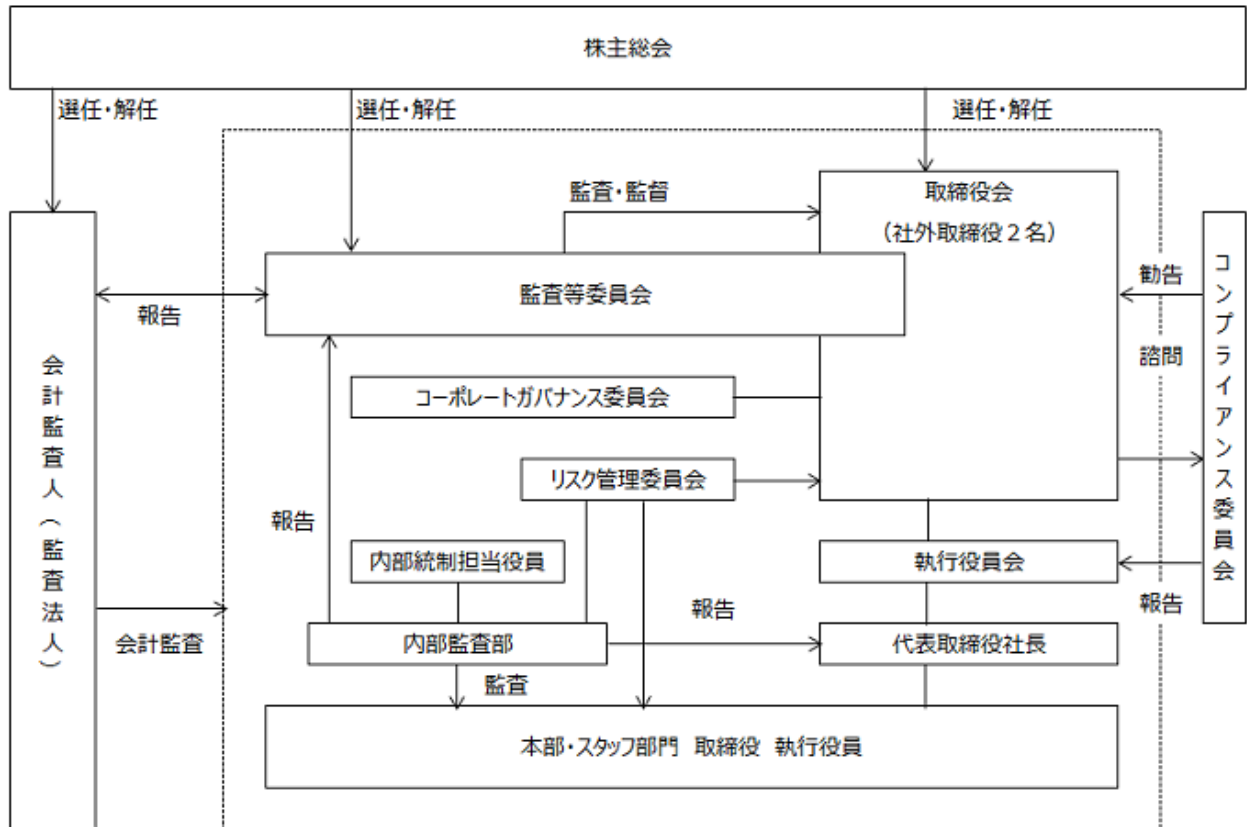 株主総会
選任・解任
選任・解任
選任・解任
監査・監督
取締役会
（社外取締役２名）
監査等委員会
報告
勧告
諮問
コンプライアンス委員会
会計監査人（監査法人）
コーポレートガバナンス委員会
リスク管理委員会
報告
内部統制担当役員
執行役員会
報告
報告
会計監査
内部監査部
代表取締役社長
監査
本部・スタッフ部門 取締役 執行役員